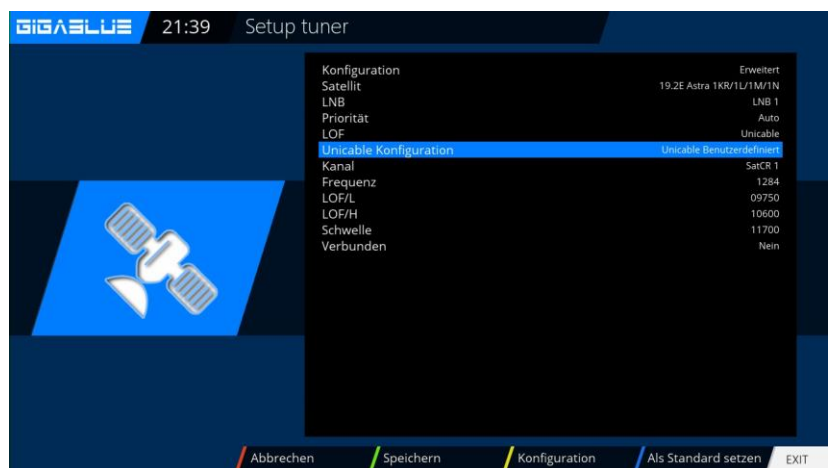 GIGABLUE 21:39 Setup tuner
Konfiguration Erweitert
Satellit 19.2E Astra 1KR/1L/1M/1N
LNB LNB 1
Priorität Auto
LOF Unicable
Unicable Konfiguration Unicable Benutzerdefiniert
Kanal SatCR 1
Frequenz 1284
LOF/L 09750
LOF/H 10600
Schwelle 11700
Verbunden Nein
Abbrechen Speichern Konfiguration Als Standard setzen EXIT